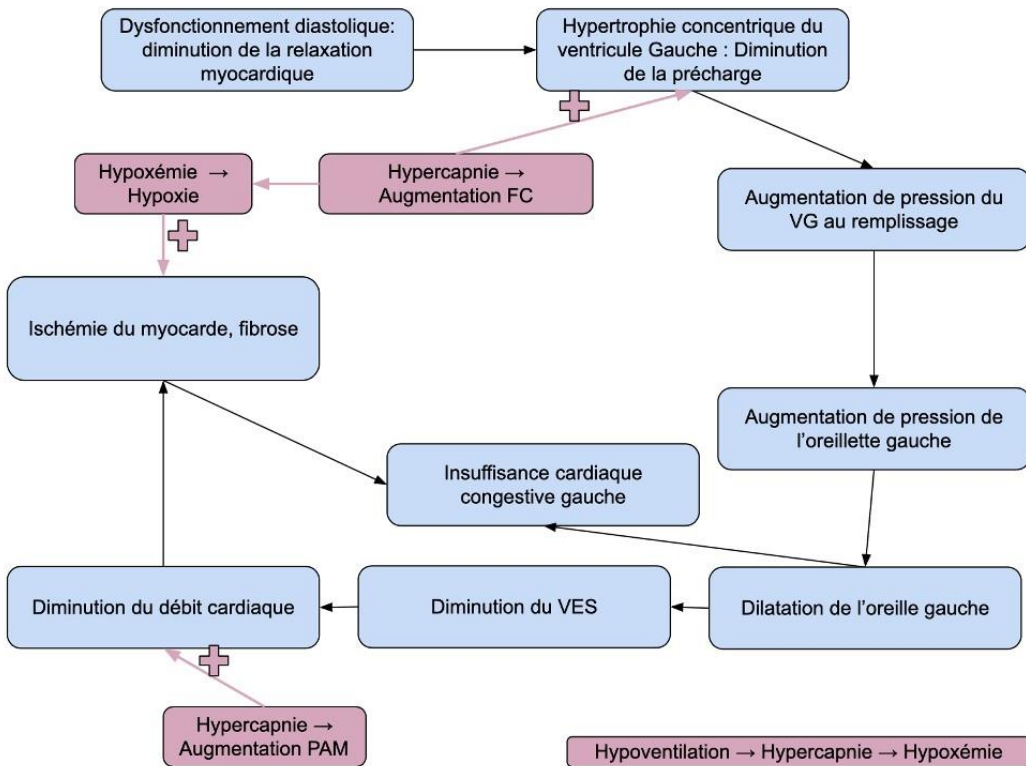 Dysfonctionnement diastolique:
diminution de la relaxation
myocardique
Hypertrophie concentrique du
ventricule Gauche : Diminution
de la précharge
Hypoxémie →
Hypoxie
Hypercapnie →
Augmentation FC
Augmentation de pression du
VG au remplissage
Ischémie du myocarde, fibrose
Augmentation de pression de
l'oreillette gauche
Insuffisance cardiaque
congestive gauche
Diminution du débit cardiaque
Diminution du VES
Dilatation de l'oreille gauche
Hypercapnie →
Augmentation PAM
Hypoventilation → Hypercapnie → Hypoxémie